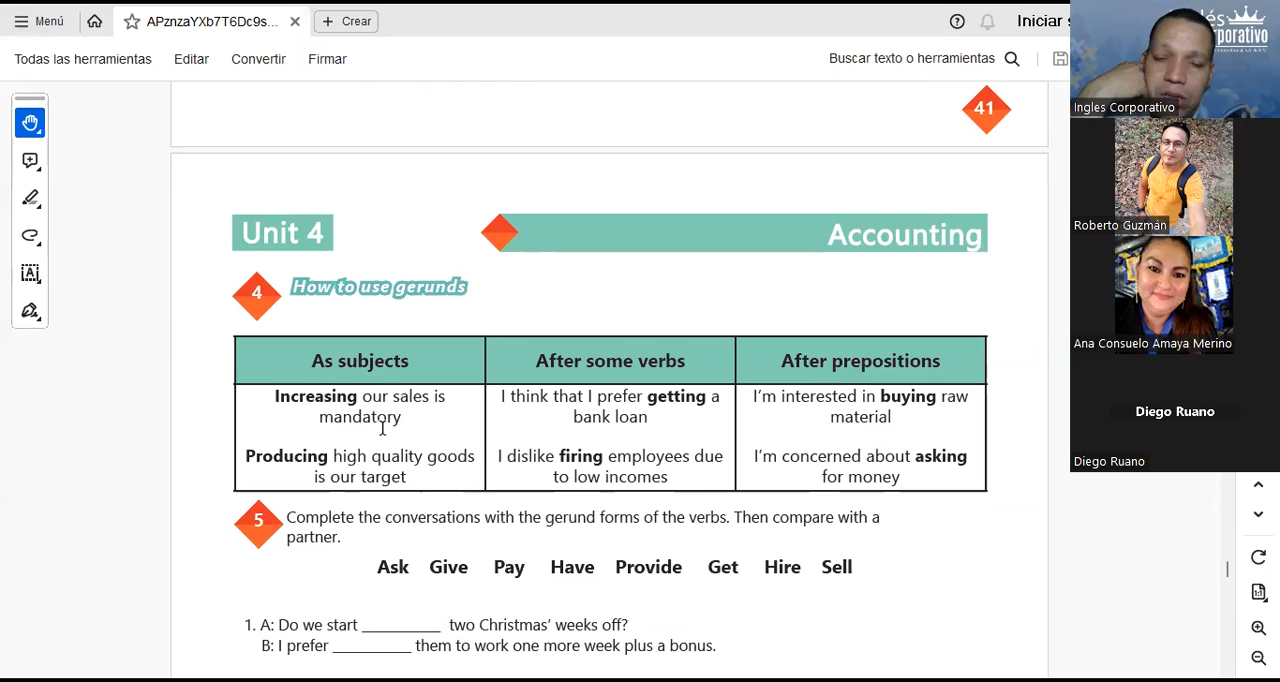 Menú
APznzaYXb7T6Dc9s...
Crear
Iniciar s
Todas las herramientas
Editar
Convertir
Firmar
Buscar texto o herramientas
41
Unit 4
Accounting
4
How to use gerunds
As subjects
After some verbs
After prepositions
Increasing our sales is
mandatory
Producing high quality goods
is our target
I think that I prefer getting a
bank loan
I dislike firing employees due
to low incomes
I'm interested in buying raw
material
I'm concerned about asking
for money
5
Complete the conversations with the gerund forms of the verbs. Then compare with a
partner.
Ask Give Pay Have Provide Get Hire Sell
1. A: Do we start __________ two Christmas' weeks off?
B: I prefer __________ them to work one more week plus a bonus.
Ingles Corporativo
Roberto Guzmán
Ana Consuelo Amaya Merino
Diego Ruano
Diego Ruano